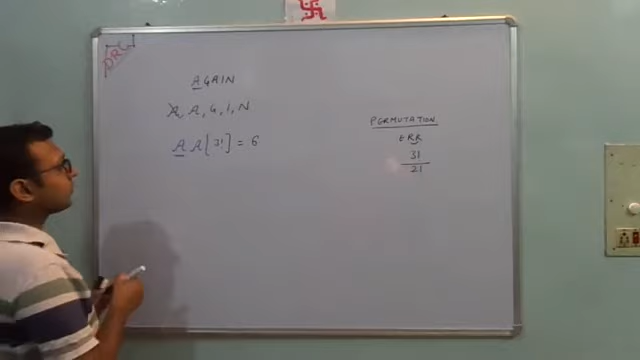 DRC
AGAIN
A, A, G, I, N
A A[3!] = 6
PERMUTATION
ERR
3!
2!